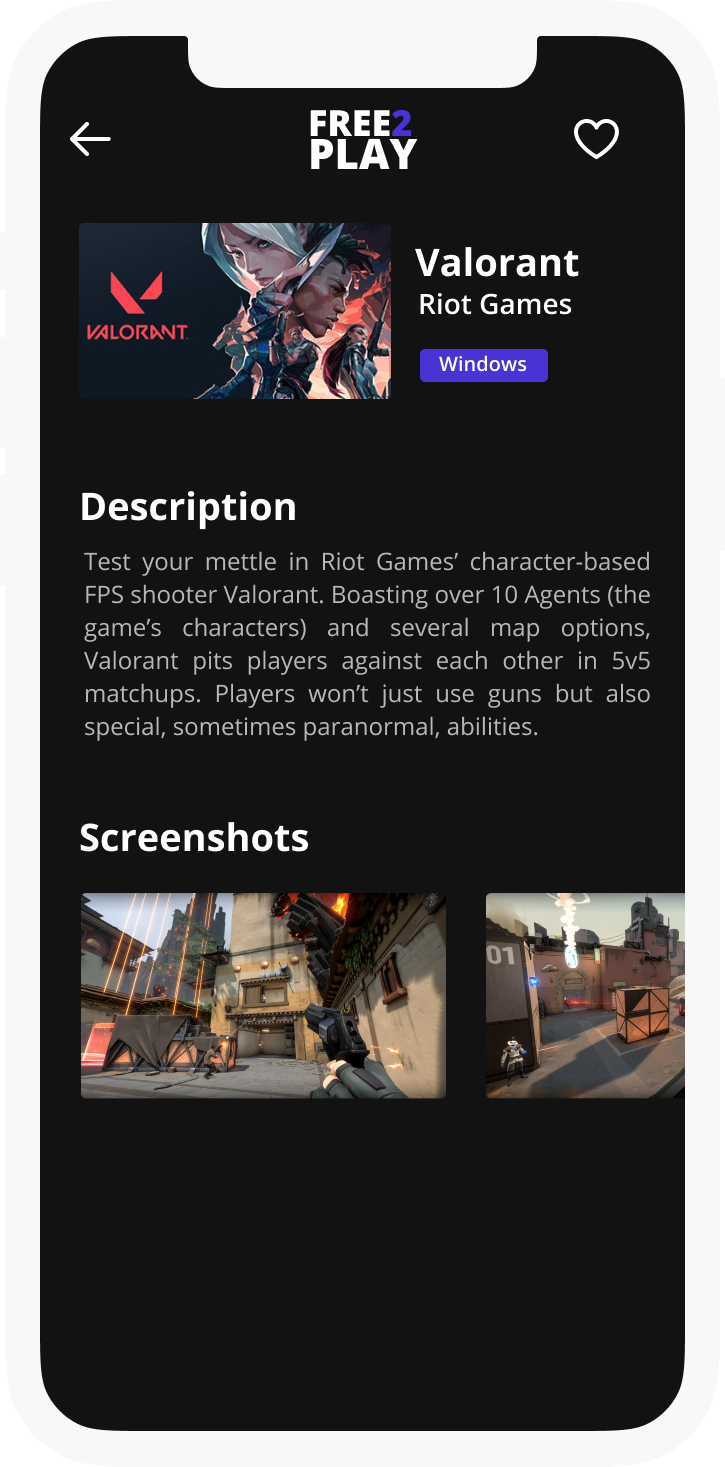 FREE2
PLAY
VALORANT
Valorant
Riot Games
Windows
Description
Test your mettle in Riot Games’ character-based
FPS shooter Valorant. Boasting over 10 Agents (the
game’s characters) and several map options,
Valorant pits players against each other in 5v5
matchups. Players won’t just use guns but also
special, sometimes paranormal, abilities.
Screenshots
01